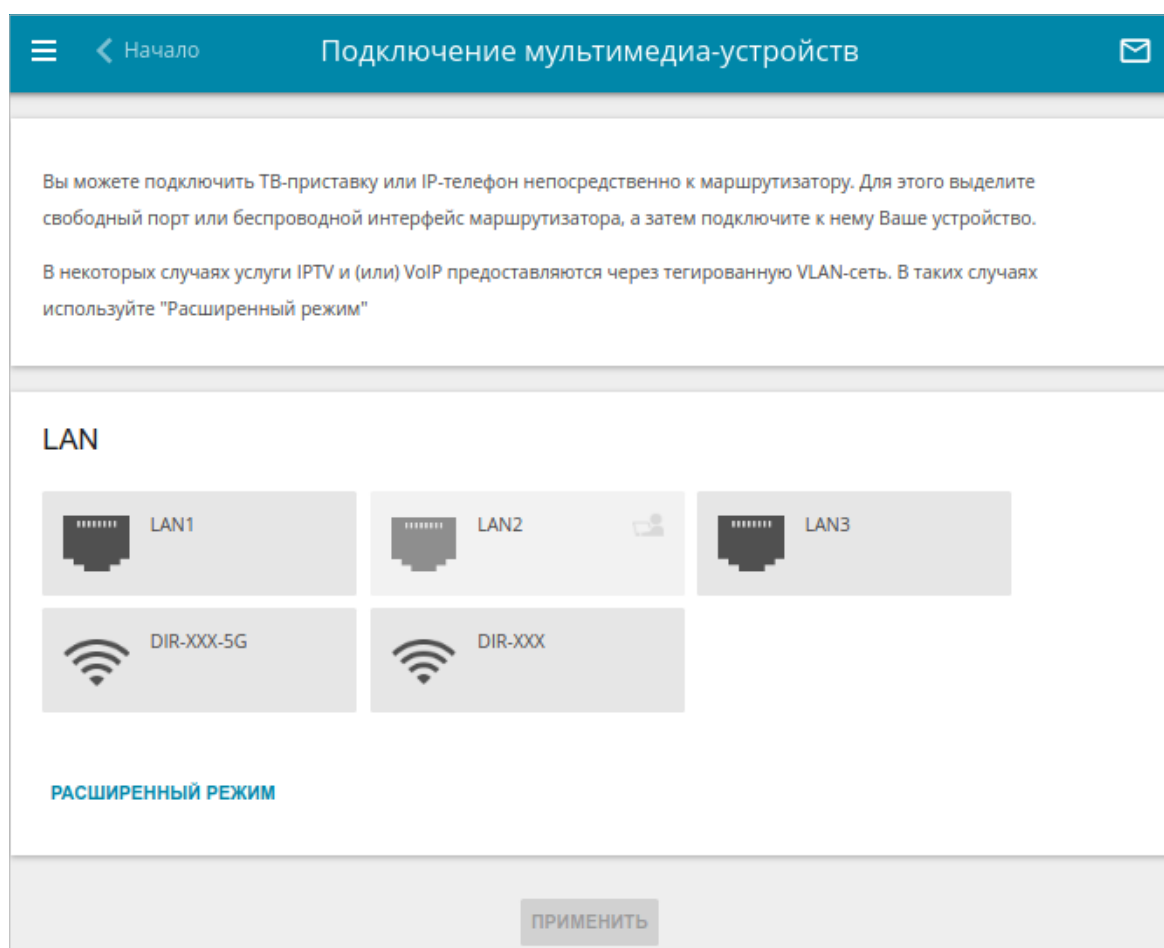 Начало
Подключение мультимедиа-устройств
Вы можете подключить ТВ-приставку или IP-телефон непосредственно к маршрутизатору. Для этого выделите
свободный порт или беспроводной интерфейс маршрутизатора, а затем подключите к нему Ваше устройство.
В некоторых случаях услуги IPTV и (или) VoIP предоставляются через тегированную VLAN-сеть. В таких случаях
используйте "Расширенный режим"
LAN
LAN1
LAN2
LAN3
DIR-XXX-5G
DIR-XXX
РАСШИРЕННЫЙ РЕЖИМ
ПРИМЕНИТЬ